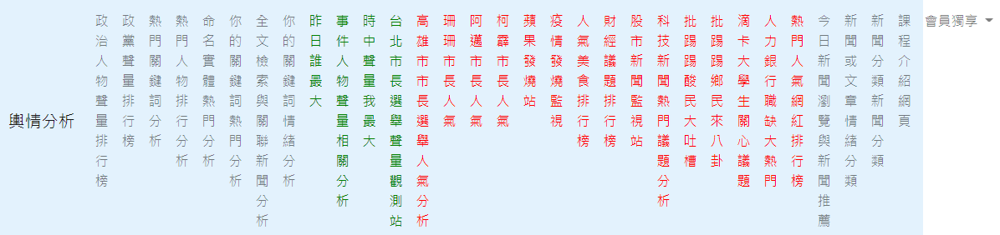 輿情分析
政治人物聲量排行榜
政黨聲量排行榜
熱門關鍵詞分析
熱門人物排行分析
命名實體熱門分析
你的關鍵詞熱門分析
全文檢索與關聯新聞分析
你的關鍵詞情緒分析
昨日誰最大
事件人物聲量相關分析
時中聲量我最大
台北市長選舉聲量觀測站
高雄市市長選舉人氣分析
珊珊市長人氣
阿邁市長人氣
柯霹市長人氣
蘋果發燒站
疫情發燒監視
人氣美食排行榜
財經議題排行榜
股市新聞監視站
科技新聞熱門議題分析
批踢踢酸民大吐槽
批踢踢鄉民來八卦
滴卡大學生關心議題
人力銀行職缺大熱門
熱門人氣網紅排行榜
今日新聞瀏覽與新聞推薦
新聞或文章情緒分類
新聞分類新聞分類
課程介紹網頁
會員獨享